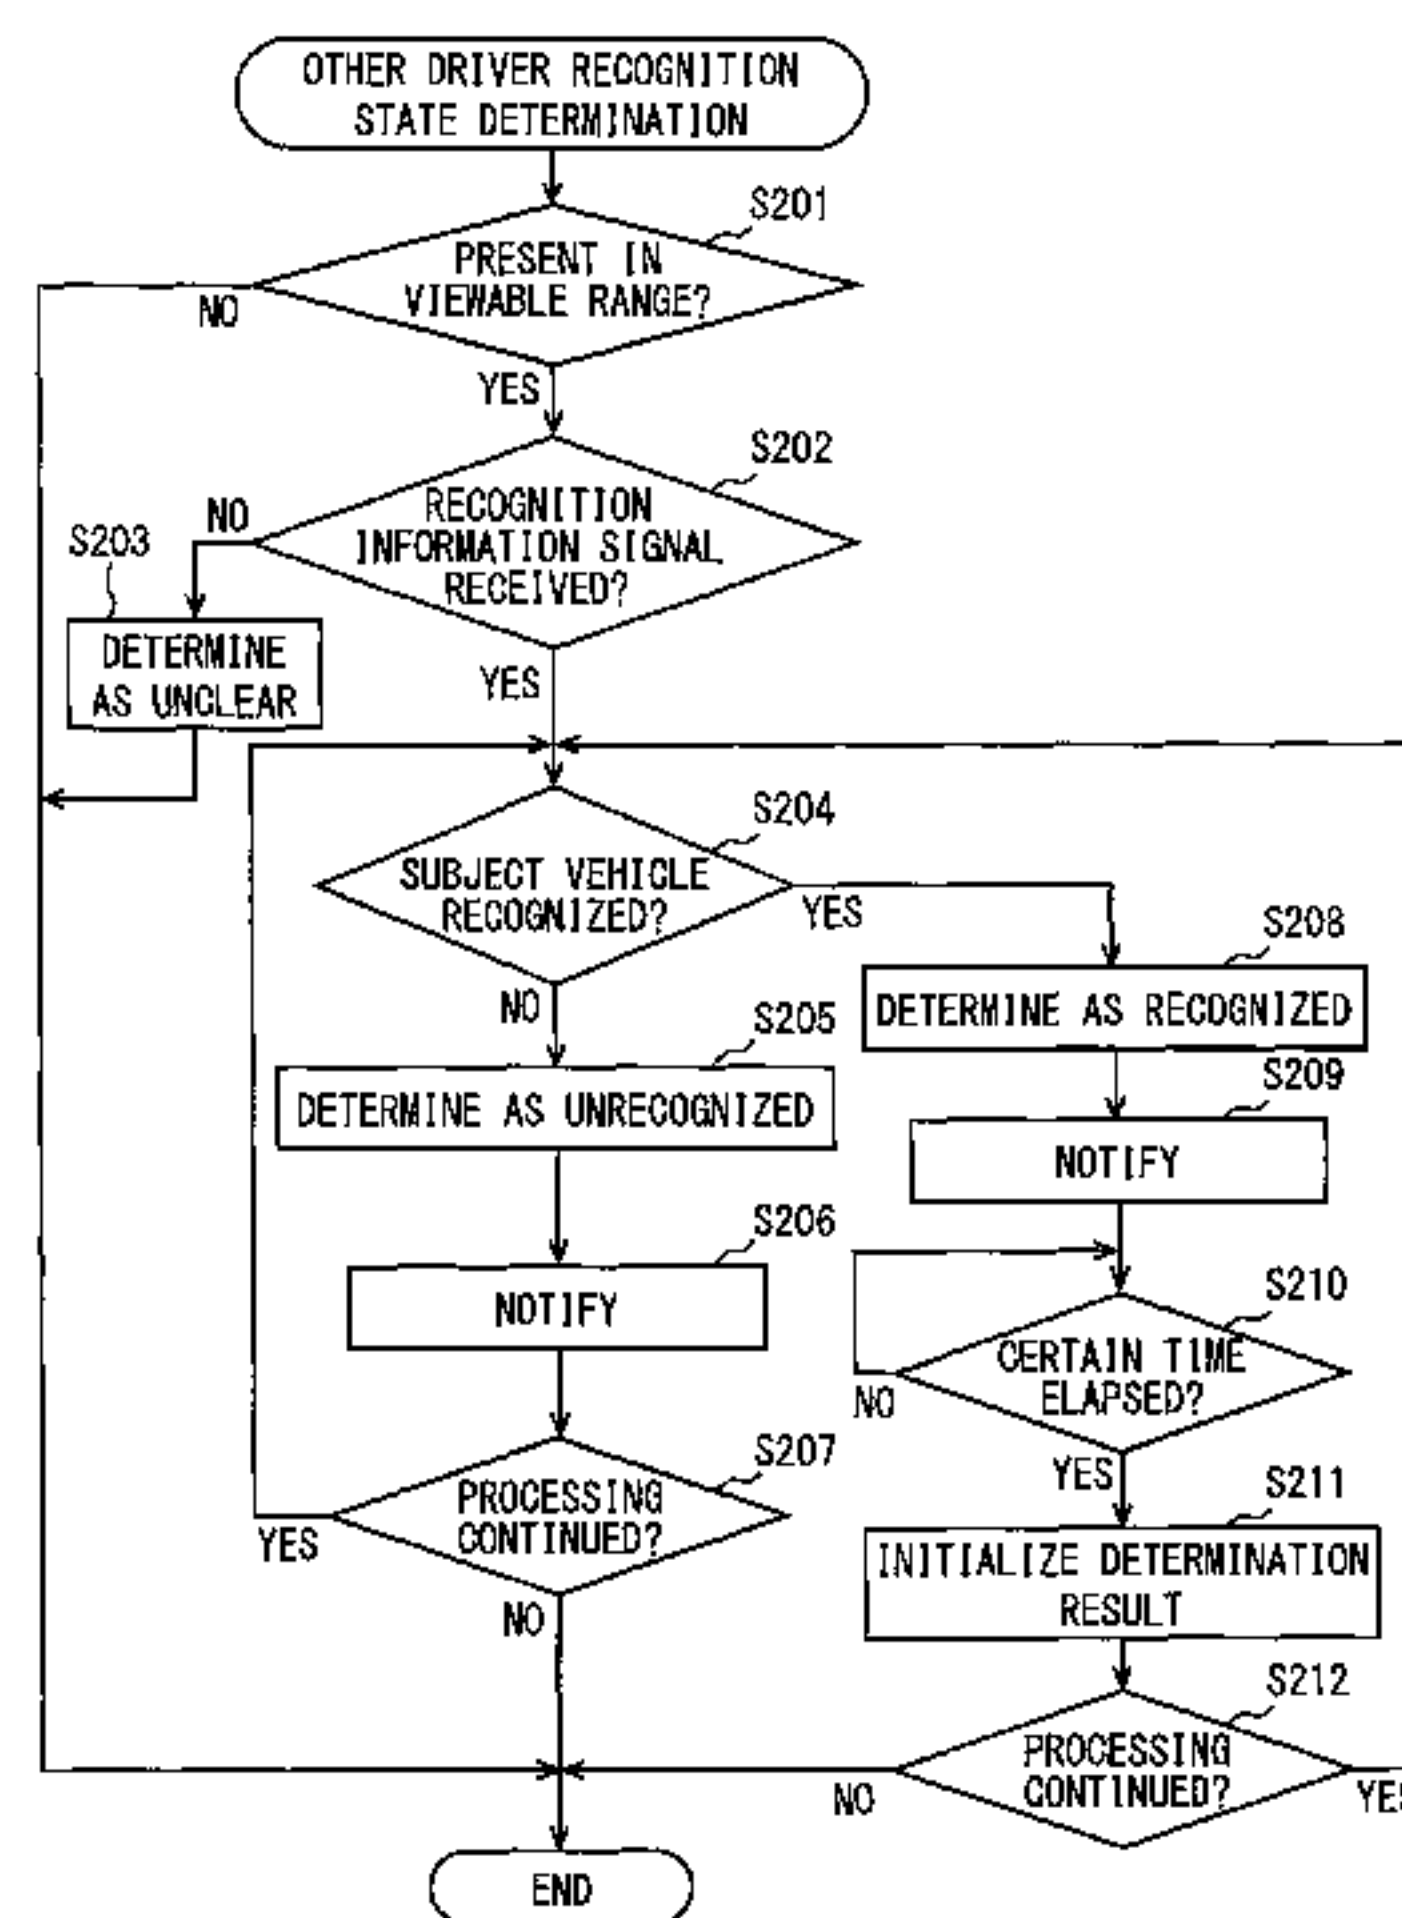 OTHER DRIVER RECOGNITION
STATE DETERMINATION
S201
PRESENT IN
VIEWABLE RANGE?
NO
YES
S202
RECOGNITION
INFORMATION SIGNAL
RECEIVED?
NO
S203
DETERMINE
AS UNCLEAR
YES
S204
SUBJECT VEHICLE
RECOGNIZED?
YES
NO
S208
DETERMINE AS RECOGNIZED
S205
DETERMINE AS UNRECOGNIZED
S209
NOTIFY
S206
NOTIFY
S210
CERTAIN TIME
ELAPSED?
NO
YES
S207
PROCESSING
CONTINUED?
YES
NO
S211
INITIALIZE DETERMINATION
RESULT
S212
PROCESSING
CONTINUED?
NO
YES
END